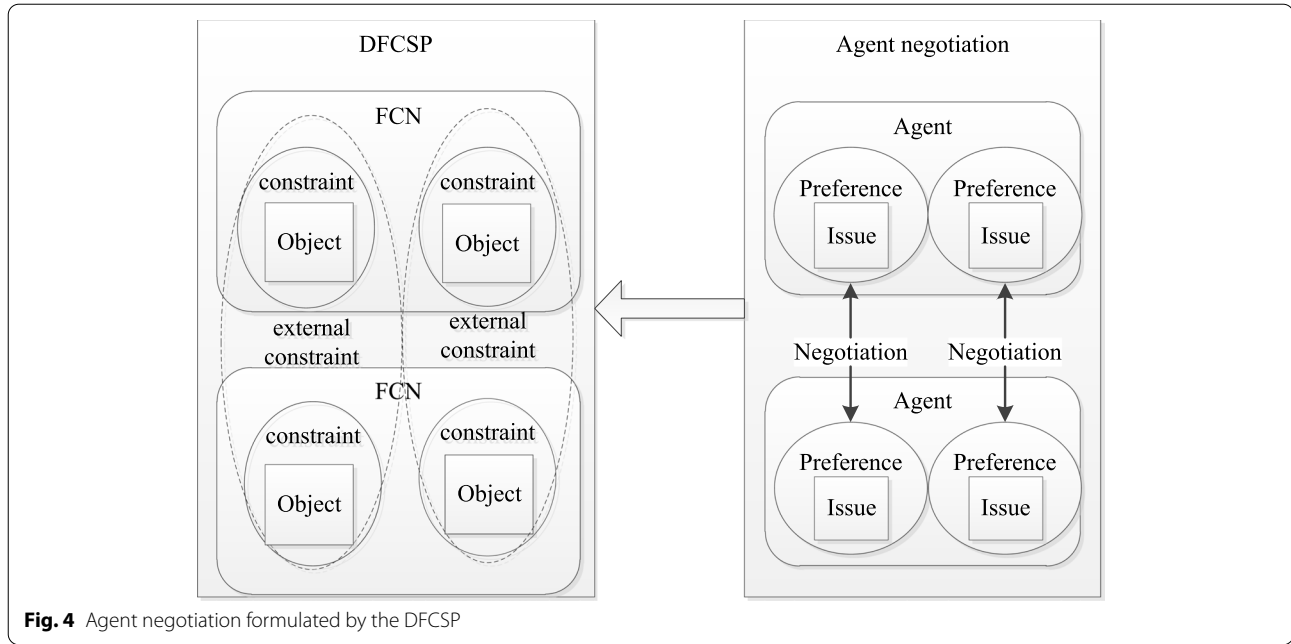 DFCSP
FCN
constraint
Object
constraint
Object
external
constraint
external
constraint
FCN
constraint
Object
constraint
Object
Agent negotiation
Agent
Preference
Issue
Preference
Issue
Negotiation
Negotiation
Agent
Preference
Issue
Preference
Issue
Fig. 4 Agent negotiation formulated by the DFCSP